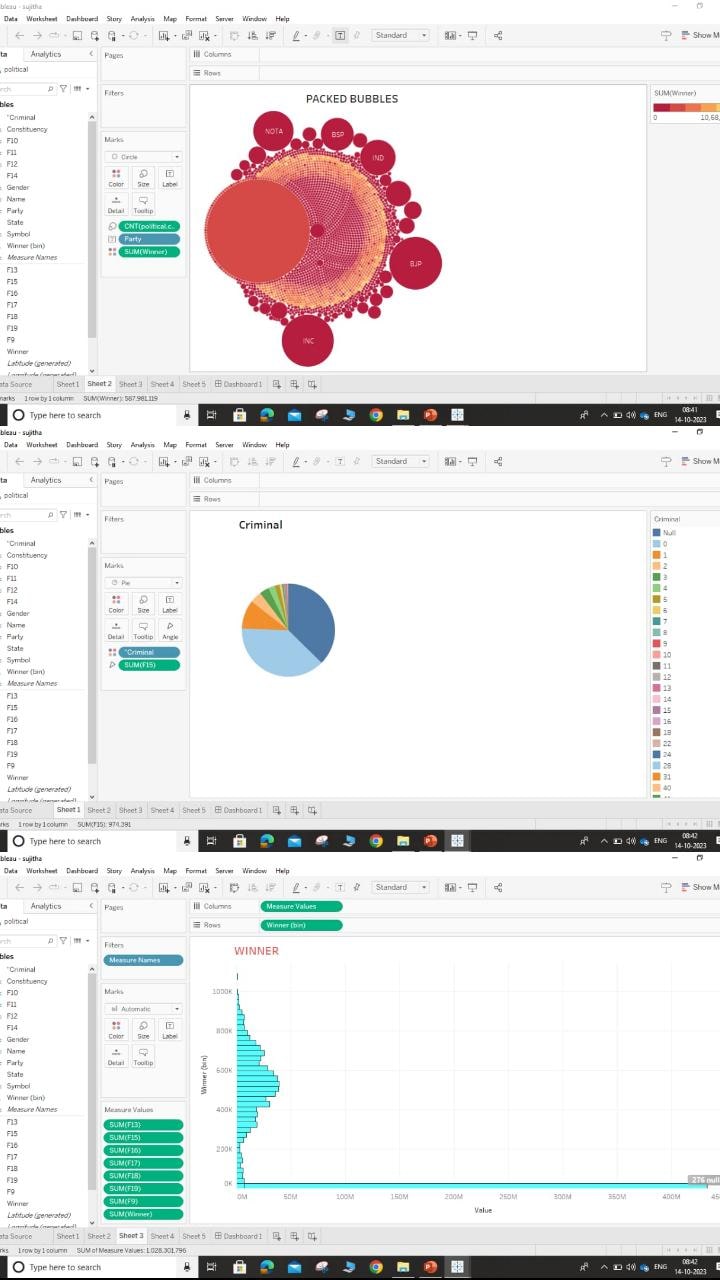 bleau - sujitha
Data Worksheet Dashboard Story Analysis Map Format Server Window Help
Standard Show M
ta Analytics Pages Columns
political Rows
rch Filters
bles
"Criminal
Constituency
F10
F11
F12
F14
Gender
Name
Party
State
Symbol
Winner (bin)
Measure Names
F13
F15
F16
F17
F18
F19
F9
Winner
Latitude (generated)
Marks
Circle
Color Size Label
Detail Tooltip
CNT(political.c..
Party
SUM(Winner)
PACKED BUBBLES
NOTA
BSP
IND
BJP
INC
SUM(Winner)
0 10,68,
ata Source Sheet 1 Sheet 2 Sheet 3 Sheet 4 Sheet 5 Dashboard 1
marks 1 row by 1 column SUM(Winner): 587,981,119
Type here to search ENG 08:41
14-10-2023
bleau - sujitha
Data Worksheet Dashboard Story Analysis Map Format Server Window Help
Standard Show M
ta Analytics Pages Columns
political Rows
rch Filters
bles
"Criminal
Constituency
F10
F11
F12
F14
Gender
Name
Party
State
Symbol
Winner (bin)
Measure Names
F13
F15
F16
F17
F18
F19
F9
Winner
Latitude (generated)
Marks
Pie
Color Size Label
Detail Tooltip Angle
"Criminal
SUM(F15)
Criminal
Criminal
Null
0
1
2
3
4
5
6
7
8
9
10
11
12
13
14
15
16
18
22
24
28
31
40
ata Source Sheet 1 Sheet 2 Sheet 3 Sheet 4 Sheet 5 Dashboard 1
rks 1 row by 1 column SUM(F15): 974,391
Type here to search ENG 08:42
14-10-2023
bleau - sujitha
Data Worksheet Dashboard Story Analysis Map Format Server Window Help
Standard Show M
ta Analytics Pages Columns Measure Values
political Rows Winner (bin)
rch Filters
Measure Names
bles
"Criminal
Constituency
F10
F11
F12
F14
Gender
Name
Party
State
Symbol
Winner (bin)
Measure Names
F13
F15
F16
F17
F18
F19
F9
Winner
Latitude (generated)
Marks
Automatic
Color Size Label
Detail Tooltip
Measure Values
SUM(F13)
SUM(F15)
SUM(F16)
SUM(F17)
SUM(F18)
SUM(F19)
SUM(F9)
SUM(Winner)
WINNER
1000K
800K
600K
400K
200K
0K
Winner (bin)
0M 50M 100M 150M 200M 250M 300M 350M 400M 45
Value
276 null
ata Source Sheet 1 Sheet 2 Sheet 3 Sheet 4 Sheet 5 Dashboard 1
rks 1 row by 1 column SUM of Measure Values: 1,028,301,796
Type here to search ENG 08:42
14-10-2023